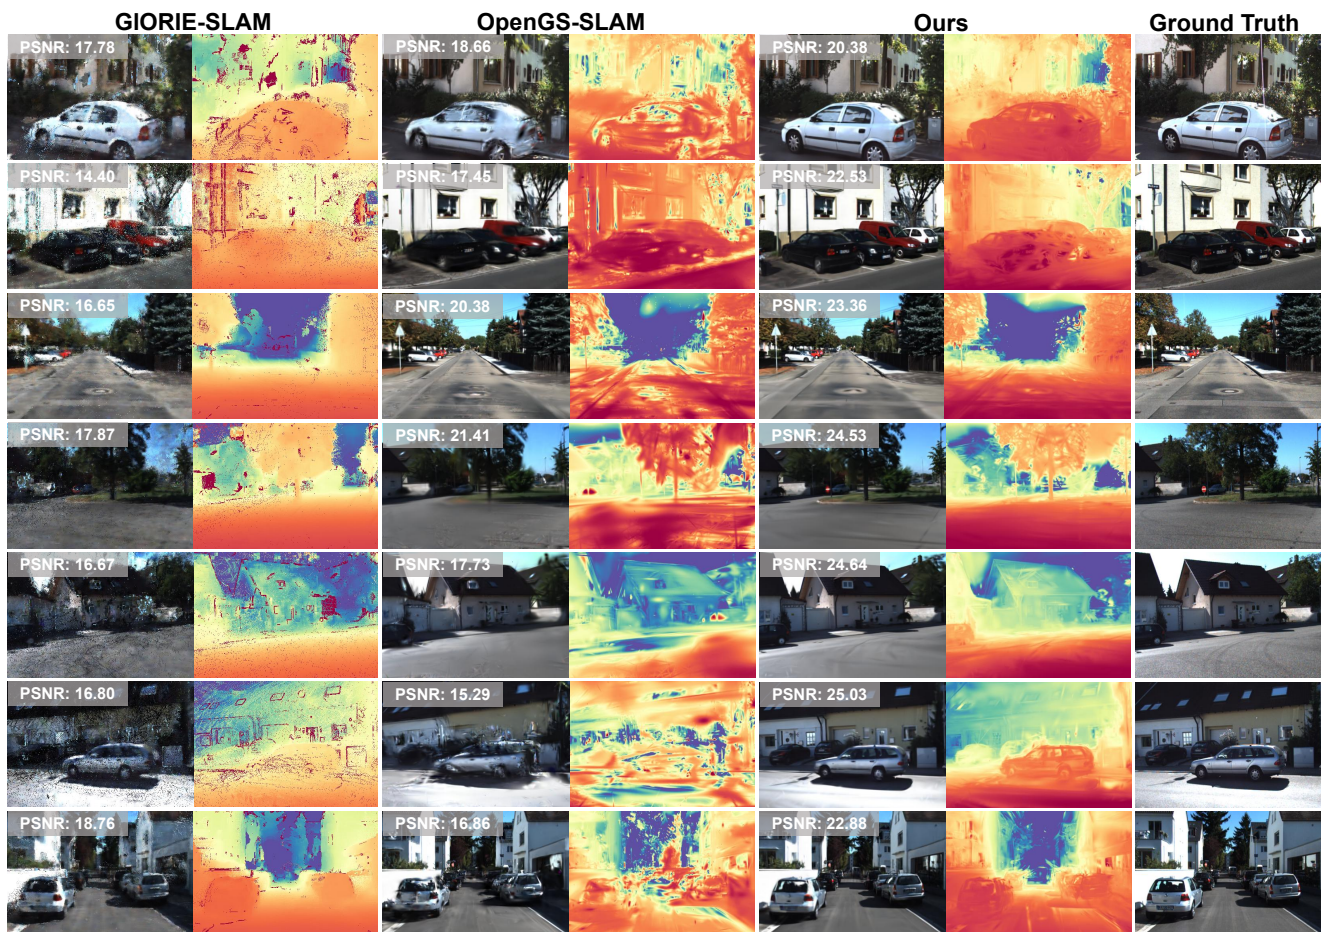 GlORIE-SLAM OpenGS-SLAM Ours Ground Truth
PSNR: 17.78 PSNR: 18.66 PSNR: 20.38
PSNR: 14.40 PSNR: 17.45 PSNR: 22.53
PSNR: 16.65 PSNR: 20.38 PSNR: 23.36
PSNR: 17.87 PSNR: 21.41 PSNR: 24.53
PSNR: 16.67 PSNR: 17.73 PSNR: 24.64
PSNR: 16.80 PSNR: 15.29 PSNR: 25.03
PSNR: 18.76 PSNR: 16.86 PSNR: 22.88